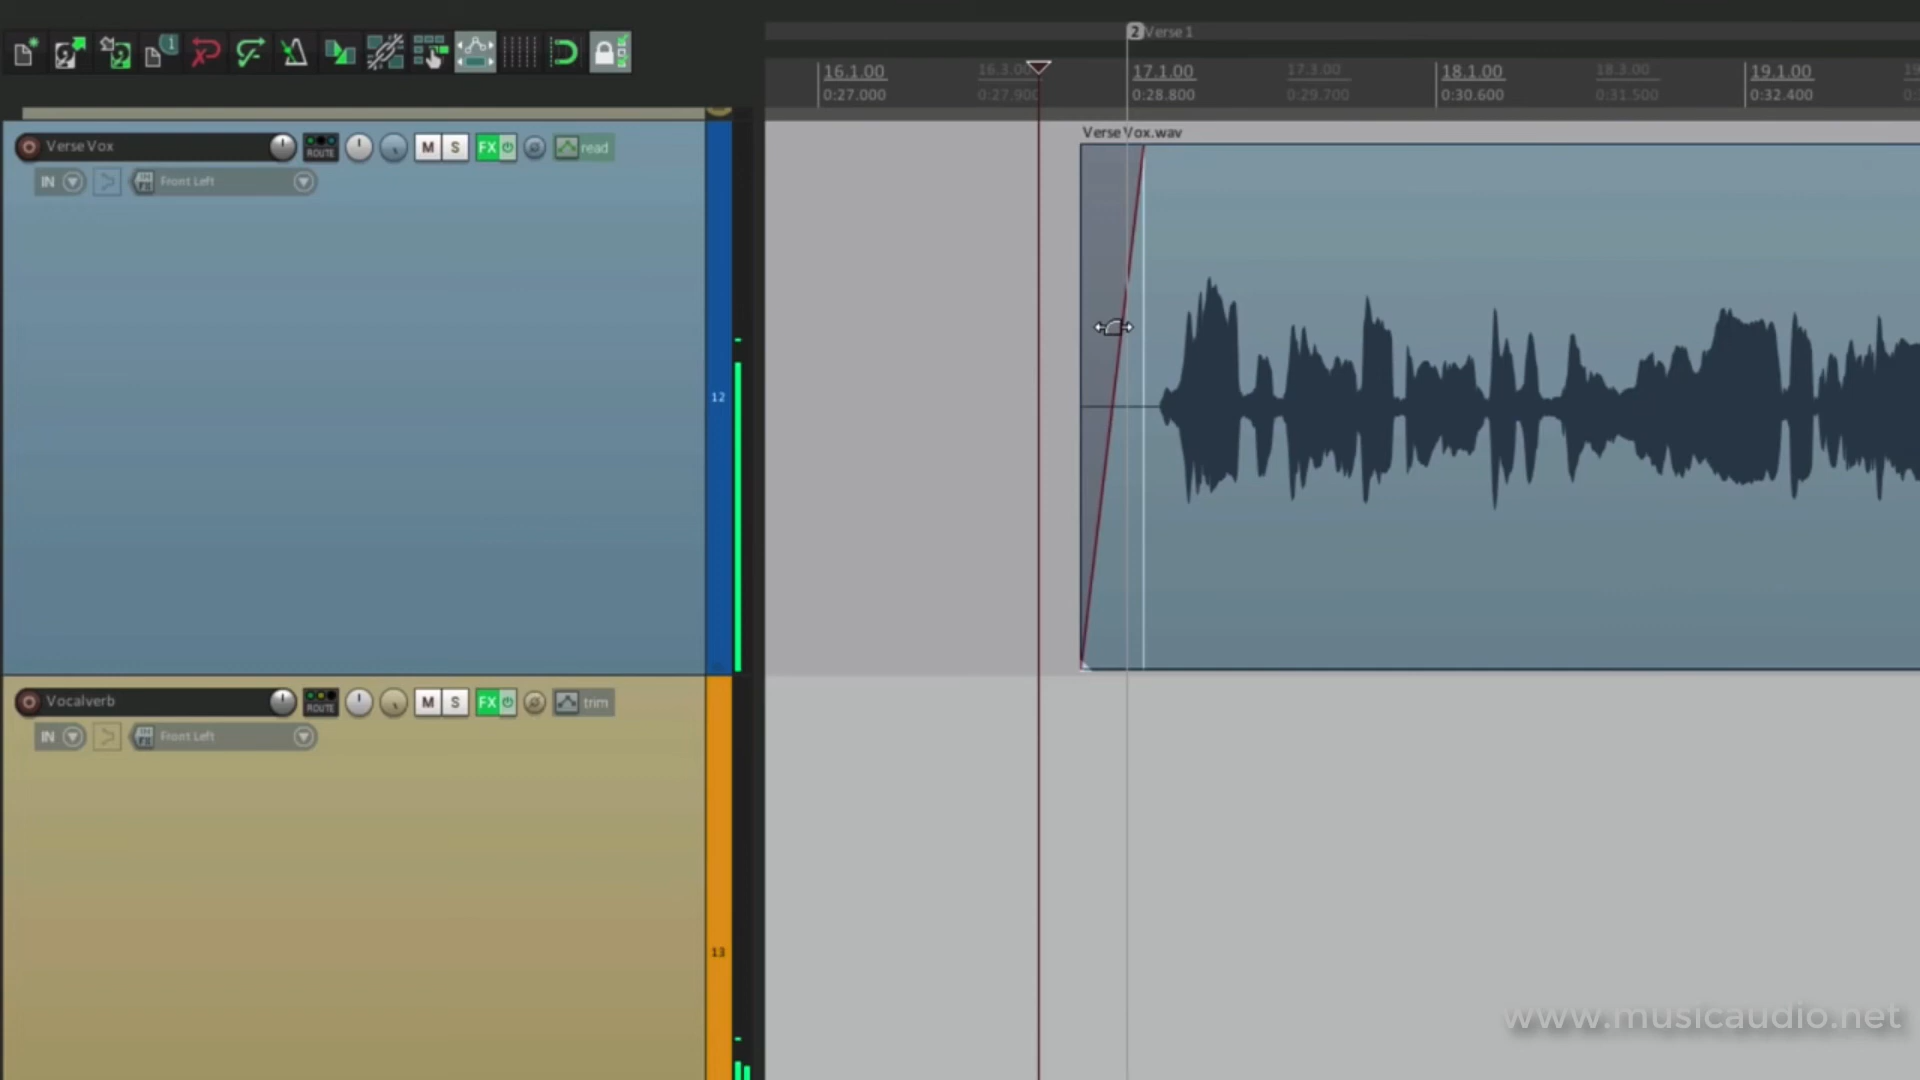 2 Verse 1
16.1.00 16.3.00 17.1.00 17.3.00 18.1.00 18.3.00 19.1.00
0:27.000 0:27.900 0:28.800 0:29.700 0:30.600 0:31.500 0:32.400
Verse Vox.wav
Verse Vox ROUTE M S FX read
IN Front Left
12
Vocalverb ROUTE M S FX trim
IN Front Left
13
www.musicaudio.net